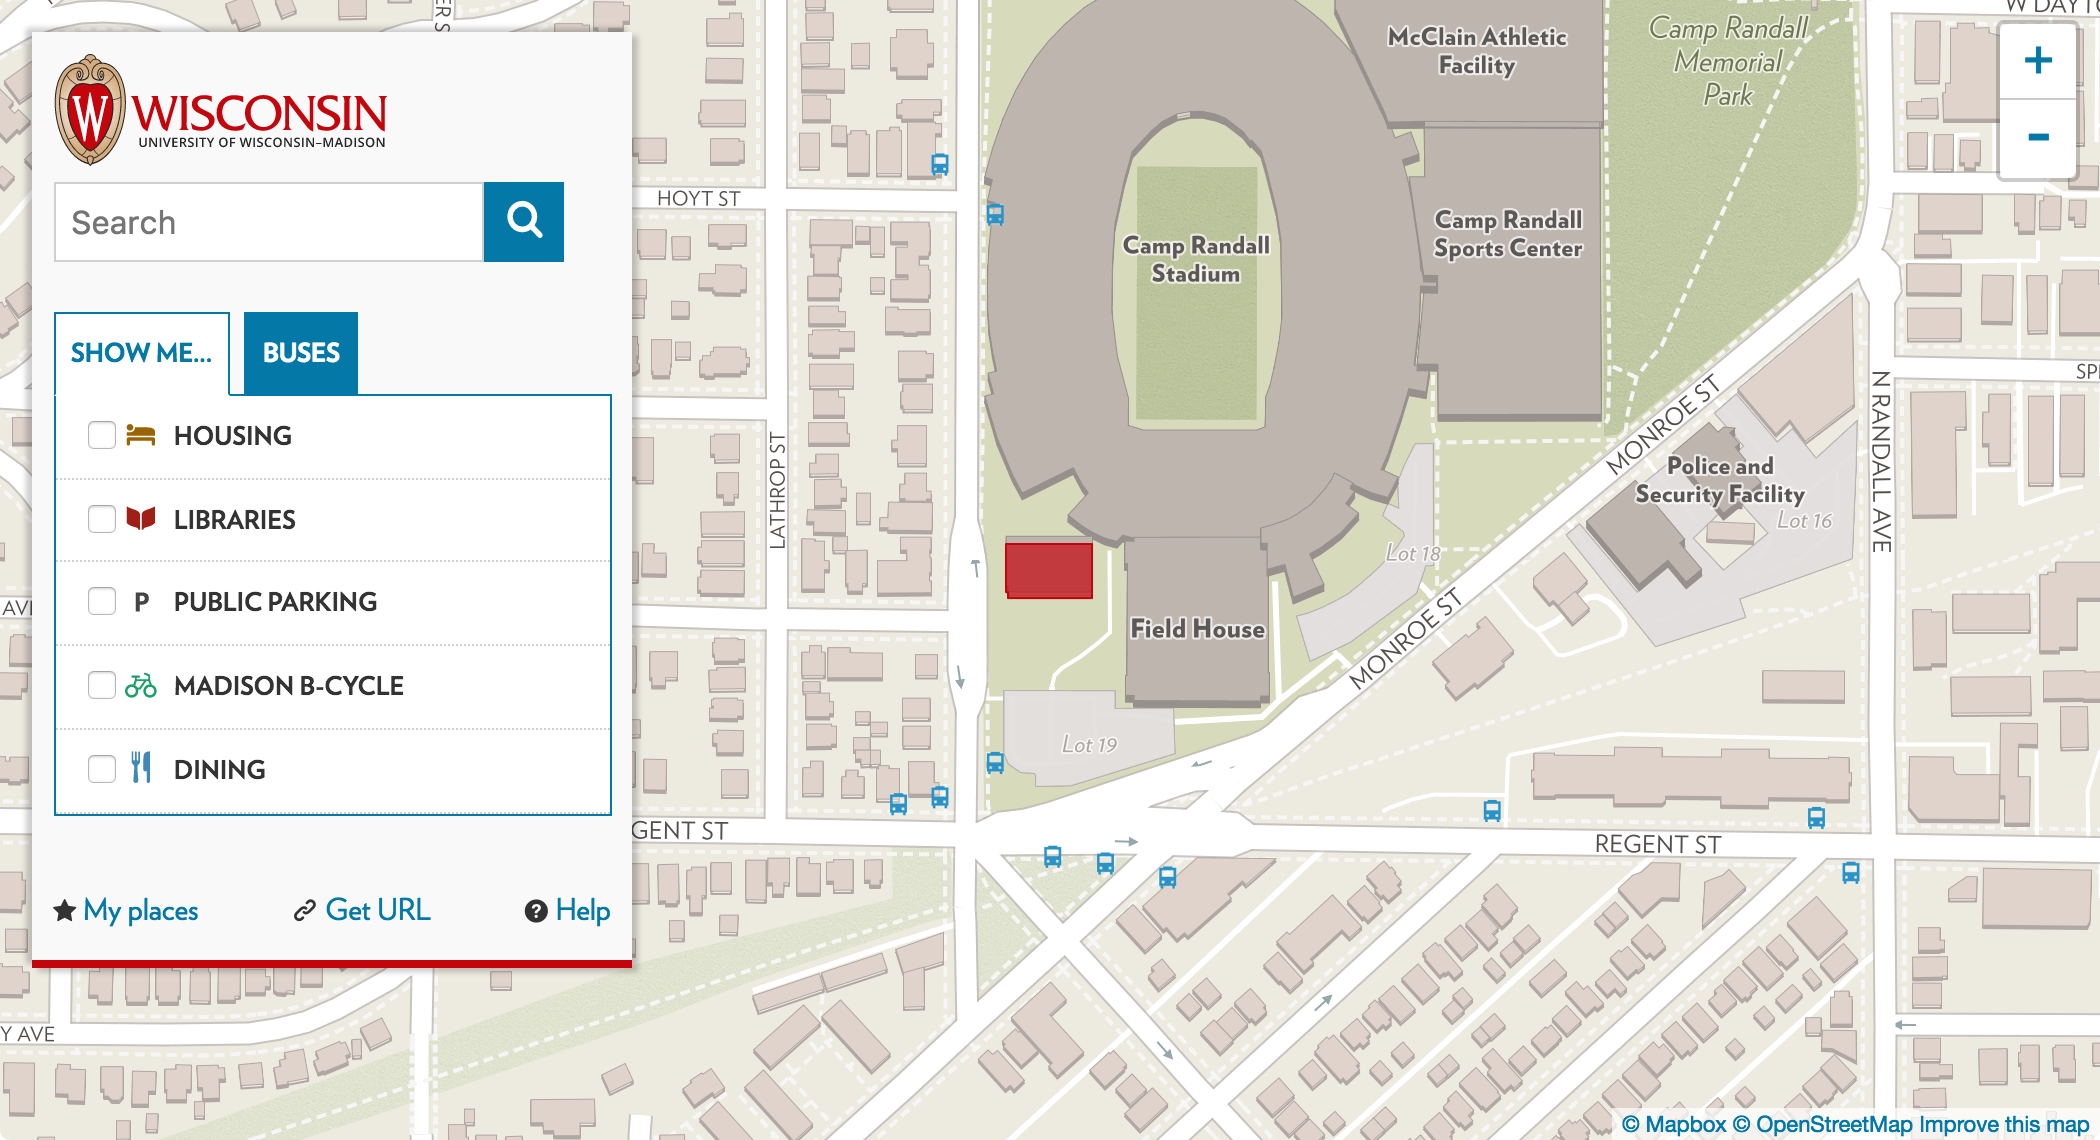 W
WISCONSIN
UNIVERSITY OF WISCONSIN–MADISON
Search
SHOW ME...
BUSES
HOUSING
LIBRARIES
P PUBLIC PARKING
MADISON B-CYCLE
DINING
My places
Get URL
? Help
HOYT ST
LATHROP ST
McClain Athletic
Facility
Camp Randall
Memorial
Park
Camp Randall
Stadium
Camp Randall
Sports Center
MONROE ST
N RANDALL AVE
Police and
Security Facility
Lot 16
Lot 18
MONROE ST
Field House
Lot 19
GENT ST
REGENT ST
W DAYT
SP
AVE
Y AVE
+
-
© Mapbox © OpenStreetMap Improve this map